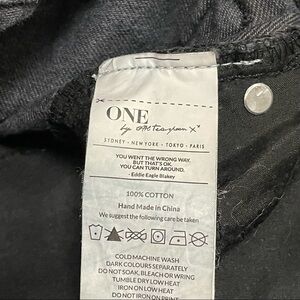 ONE
by oneteaspoon x
SYDNEY • NEW YORK • TOKYO • PARIS
YOU WENT THE WRONG WAY.
BUT THAT'S OK.
YOU CAN TURN AROUND.
- Eddie Eagle Blakey
100% COTTON
Hand Made in China
We suggest the following care be taken
COLD MACHINE WASH
DARK COLOURS SEPARATELY
DO NOT SOAK, BLEACH OR WRING
TUMBLE DRY LOW HEAT
IRON ON LOW HEAT
DO NOT IRON ON PRINT